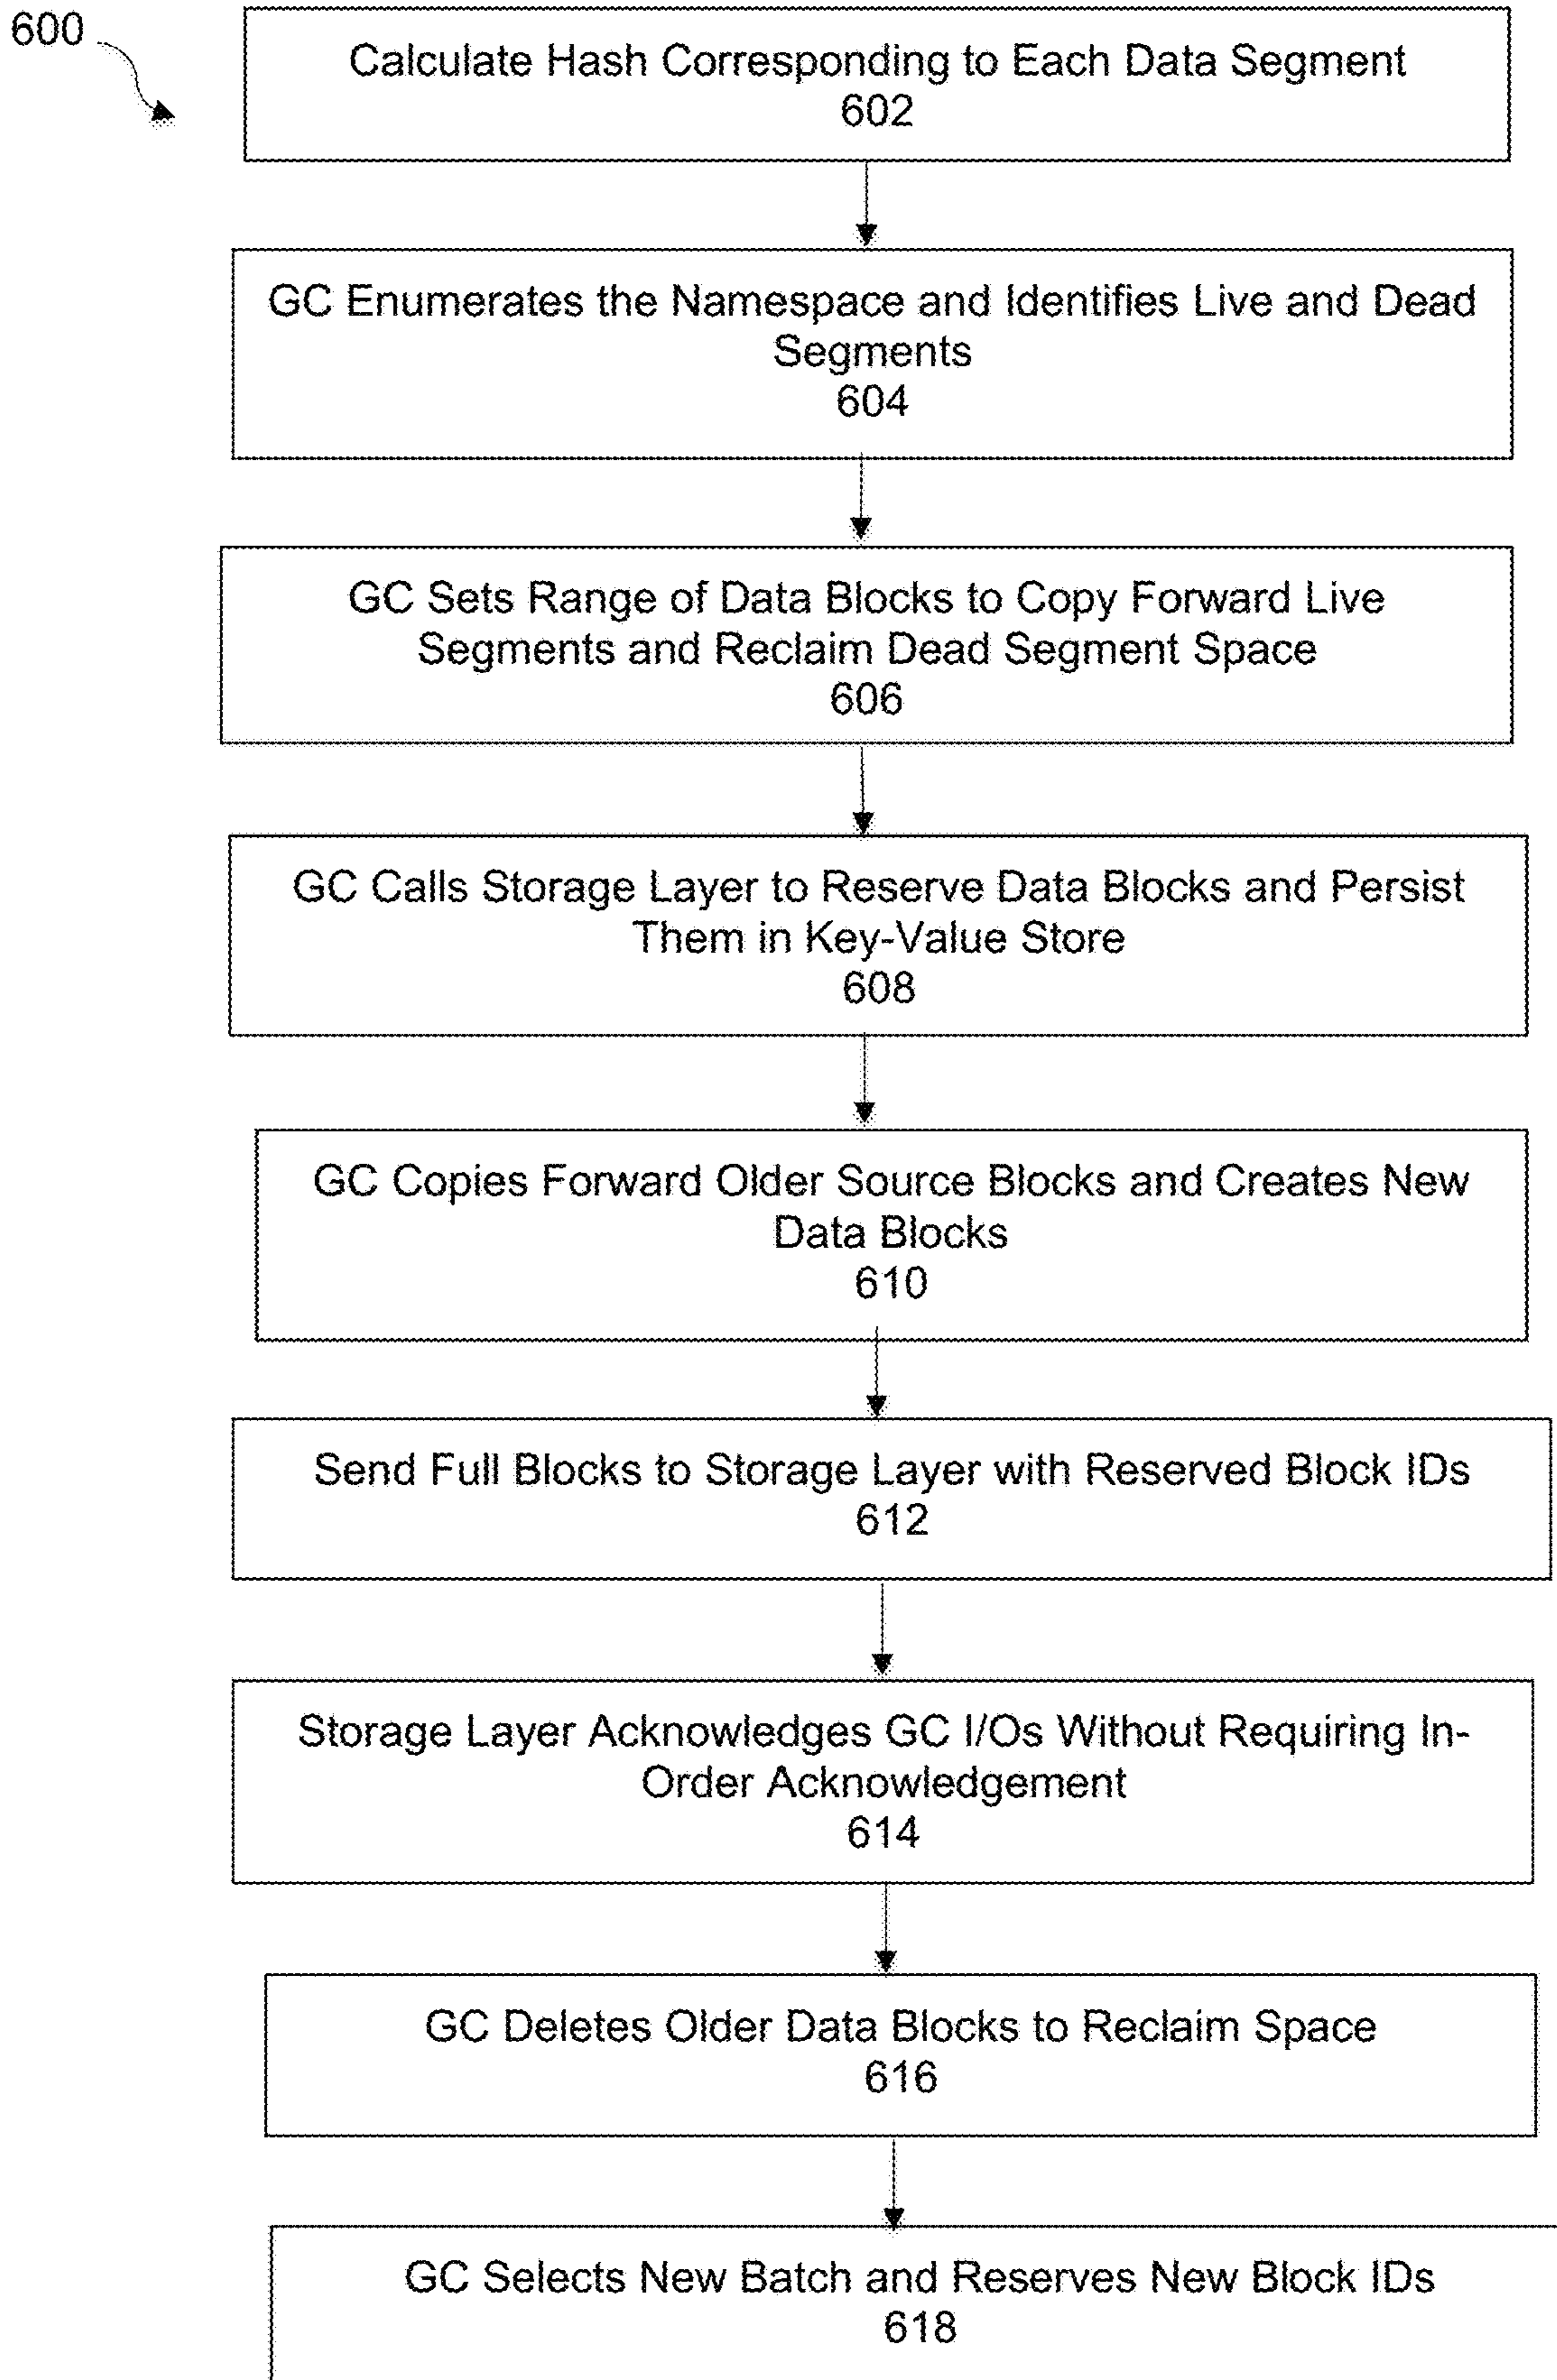 600
Calculate Hash Corresponding to Each Data Segment
602
GC Enumerates the Namespace and Identifies Live and Dead
Segments
604
GC Sets Range of Data Blocks to Copy Forward Live
Segments and Reclaim Dead Segment Space
606
GC Calls Storage Layer to Reserve Data Blocks and Persist
Them in Key-Value Store
608
GC Copies Forward Older Source Blocks and Creates New
Data Blocks
610
Send Full Blocks to Storage Layer with Reserved Block IDs
612
Storage Layer Acknowledges GC I/Os Without Requiring In-
Order Acknowledgement
614
GC Deletes Older Data Blocks to Reclaim Space
616
GC Selects New Batch and Reserves New Block IDs
618